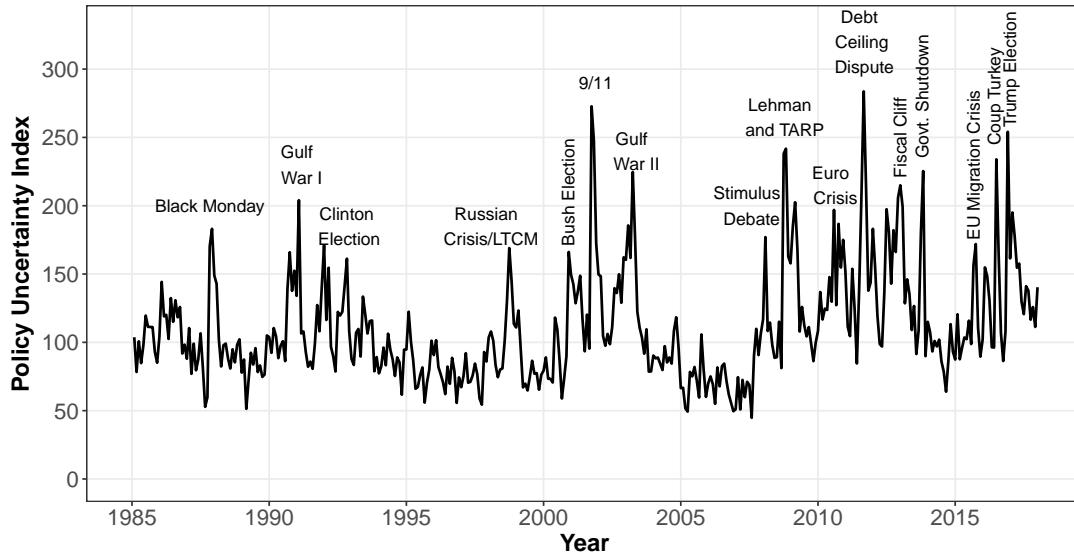 Debt
Ceiling
Dispute
9/11
Lehman
and TARP
Gulf
War I
Gulf
War II
Euro
Crisis
Stimulus
Debate
Black Monday
Clinton
Election
Russian
Crisis/LTCM
Bush Election
Fiscal Cliff
Govt. Shutdown
EU Migration Crisis
Coup Turkey
Trump Election
Policy Uncertainty Index
300
250
200
150
100
50
0
1985
1990
1995
2000
2005
2010
2015
Year